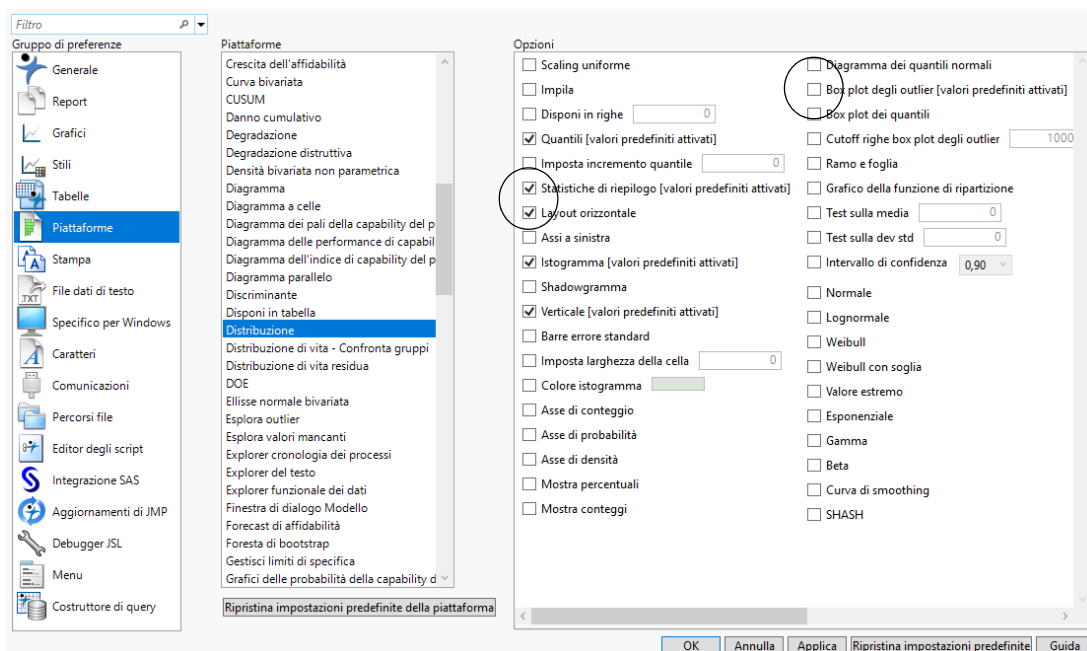 Filtro
Gruppo di preferenze
Generale
Report
Grafici
Stili
Tabelle
Piattaforme
Stampa
File dati di testo
Specifico per Windows
Caratteri
Comunicazioni
Percorsi file
Editor degli script
Integrazione SAS
Aggiornamenti di JMP
Debugger JSL
Menu
Costruttore di query
Piattaforme
Crescita dell'affidabilità
Curva bivariata
CUSUM
Danno cumulativo
Degradazione
Degradazione distruttiva
Densità bivariata non parametrica
Diagramma
Diagramma a celle
Diagramma dei pali della capability del p
Diagramma delle performance di capabil
Diagramma dell'indice di capability del p
Diagramma parallelo
Discriminante
Disponi in tabella
Distribuzione
Distribuzione di vita - Confronta gruppi
Distribuzione di vita residua
DOE
Ellisse normale bivariata
Esplora outlier
Esplora valori mancanti
Explorer cronologia dei processi
Explorer del testo
Explorer funzionale dei dati
Finestra di dialogo Modello
Forecast di affidabilità
Foresta di bootstrap
Gestisci limiti di specifica
Grafici delle probabilità della capability d
Ripristina impostazioni predefinite della piattaforma
Opzioni
Scaling uniforme
Impila
Disponi in righe 0
Quantili [valori predefiniti attivati]
Imposta incremento quantile 0
Statistiche di riepilogo [valori predefiniti attivati]
Layout orizzontale
Assi a sinistra
Istogramma [valori predefiniti attivati]
Shadowgramma
Verticale [valori predefiniti attivati]
Barre errore standard
Imposta larghezza della cella 0
Colore istogramma
Asse di conteggio
Asse di probabilità
Asse di densità
Mostra percentuali
Mostra conteggi
Diagramma dei quantili normali
Box plot degli outlier [valori predefiniti attivati]
Box plot dei quantili
Cutoff righe box plot degli outlier 1000
Ramo e foglia
Grafico della funzione di ripartizione
Test sulla media 0
Test sulla dev std 0
Intervallo di confidenza 0,90
Normale
Lognormale
Weibull
Weibull con soglia
Valore estremo
Esponenziale
Gamma
Beta
Curva di smoothing
SHASH
OK Annulla Applica Ripristina impostazioni predefinite Guida